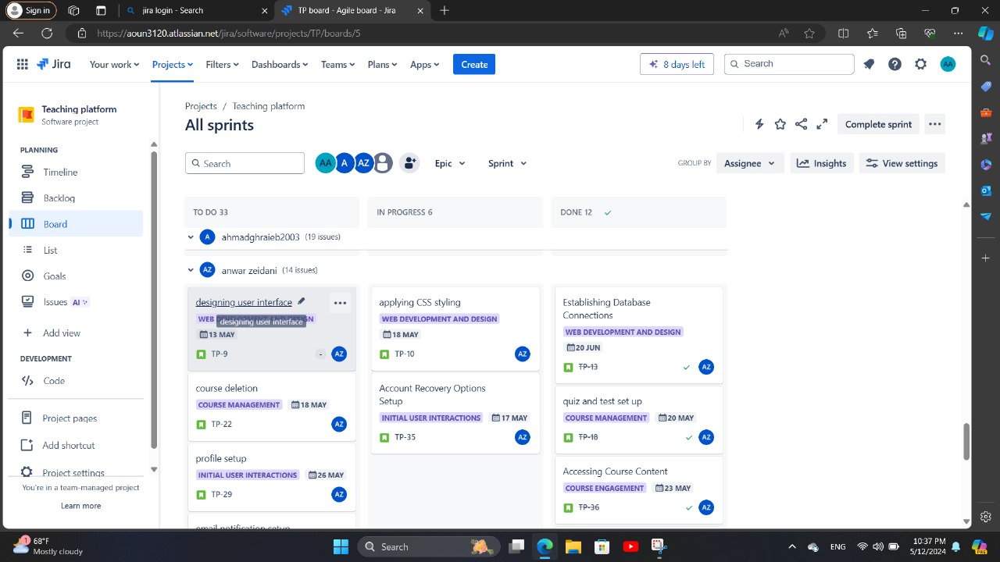 Sign in
jira login - Search
TP board - Agile board - Jira
https://aoun3120.atlassian.net/jira/software/projects/TP/boards/5
Jira
Your work
Projects
Filters
Dashboards
Teams
Plans
Apps
Create
8 days left
Search
AA
Teaching platform
Software project
PLANNING
Timeline
Backlog
Board
List
Goals
Issues AI
Add view
DEVELOPMENT
Code
Project pages
Add shortcut
Project settings
You're in a team-managed project
Learn more
Projects / Teaching platform
All sprints
Complete sprint
Search
AA A AZ
Epic
Sprint
GROUP BY
Assignee
Insights
View settings
TO DO 33
IN PROGRESS 6
DONE 12
A ahmadghraieb2003 (19 issues)
AZ anwar zeidani (14 issues)
designing user interface
designing user interface
13 MAY
TP-9
-
AZ
course deletion
COURSE MANAGEMENT
18 MAY
TP-22
AZ
profile setup
INITIAL USER INTERACTIONS
26 MAY
TP-29
AZ
email notification setup
applying CSS styling
WEB DEVELOPMENT AND DESIGN
18 MAY
TP-10
AZ
Account Recovery Options
Setup
INITIAL USER INTERACTIONS
17 MAY
TP-35
AZ
Establishing Database
Connections
WEB DEVELOPMENT AND DESIGN
20 JUN
TP-13
AZ
quiz and test set up
COURSE MANAGEMENT
20 MAY
TP-18
AZ
Accessing Course Content
COURSE ENGAGEMENT
23 MAY
TP-36
AZ
1
68°F
Mostly cloudy
Search
ENG
10:37 PM
5/12/2024